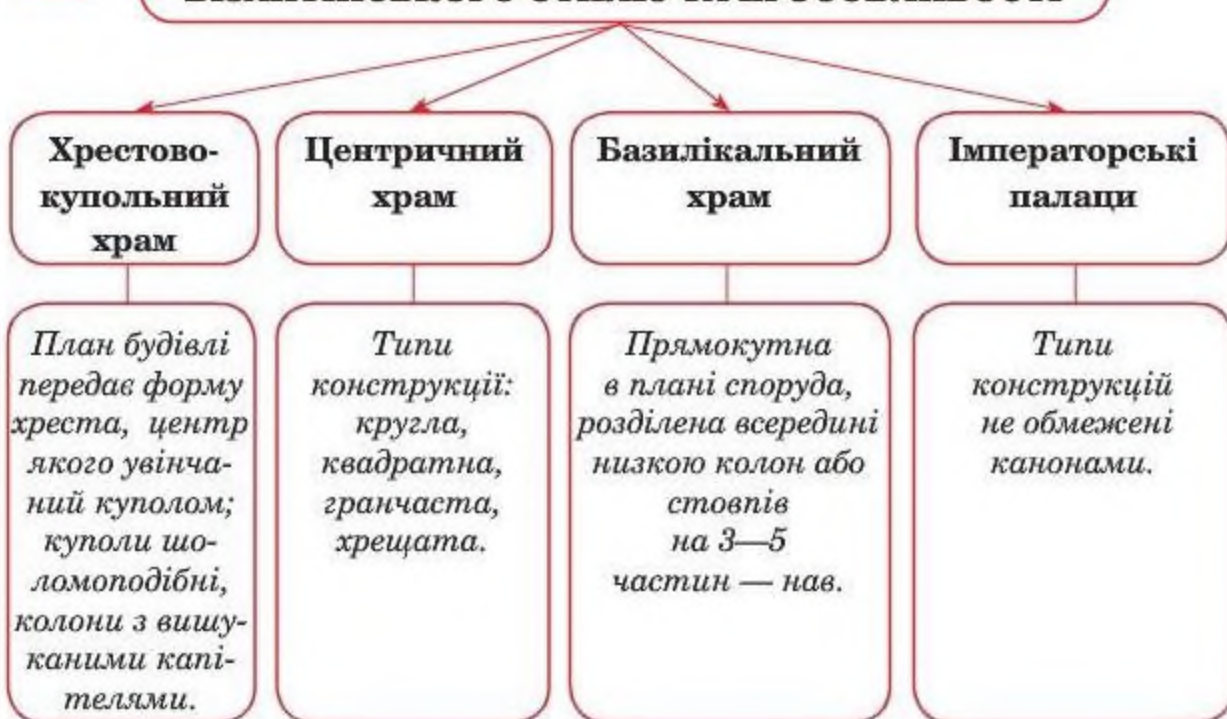 Хрестово-
купольний
храм
Центричний
храм
Базилікальний
храм
Імператорські
палаци
План будівлі
передає форму
хреста, центр
якого увінча-
ний куполом;
куполи шо-
ломоподібні,
колони з вишу-
каними капі-
телями.
Типи
конструкції:
кругла,
квадратна,
гранчаста,
хрещата.
Прямокутна
в плані споруда,
розділена всередині
низкою колон або
стовпів
на 3—5
частин — нав.
Типи
конструкцій
не обмежені
канонами.